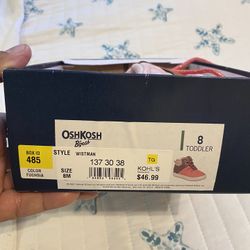 OSHKOSH
B'gosh
8
TODDLER
BOX ID
485
COLOR
FUCHSIA
STYLE WISTMAN
137 30 38
SIZE
8M
TG
KOHL'S
$46.99